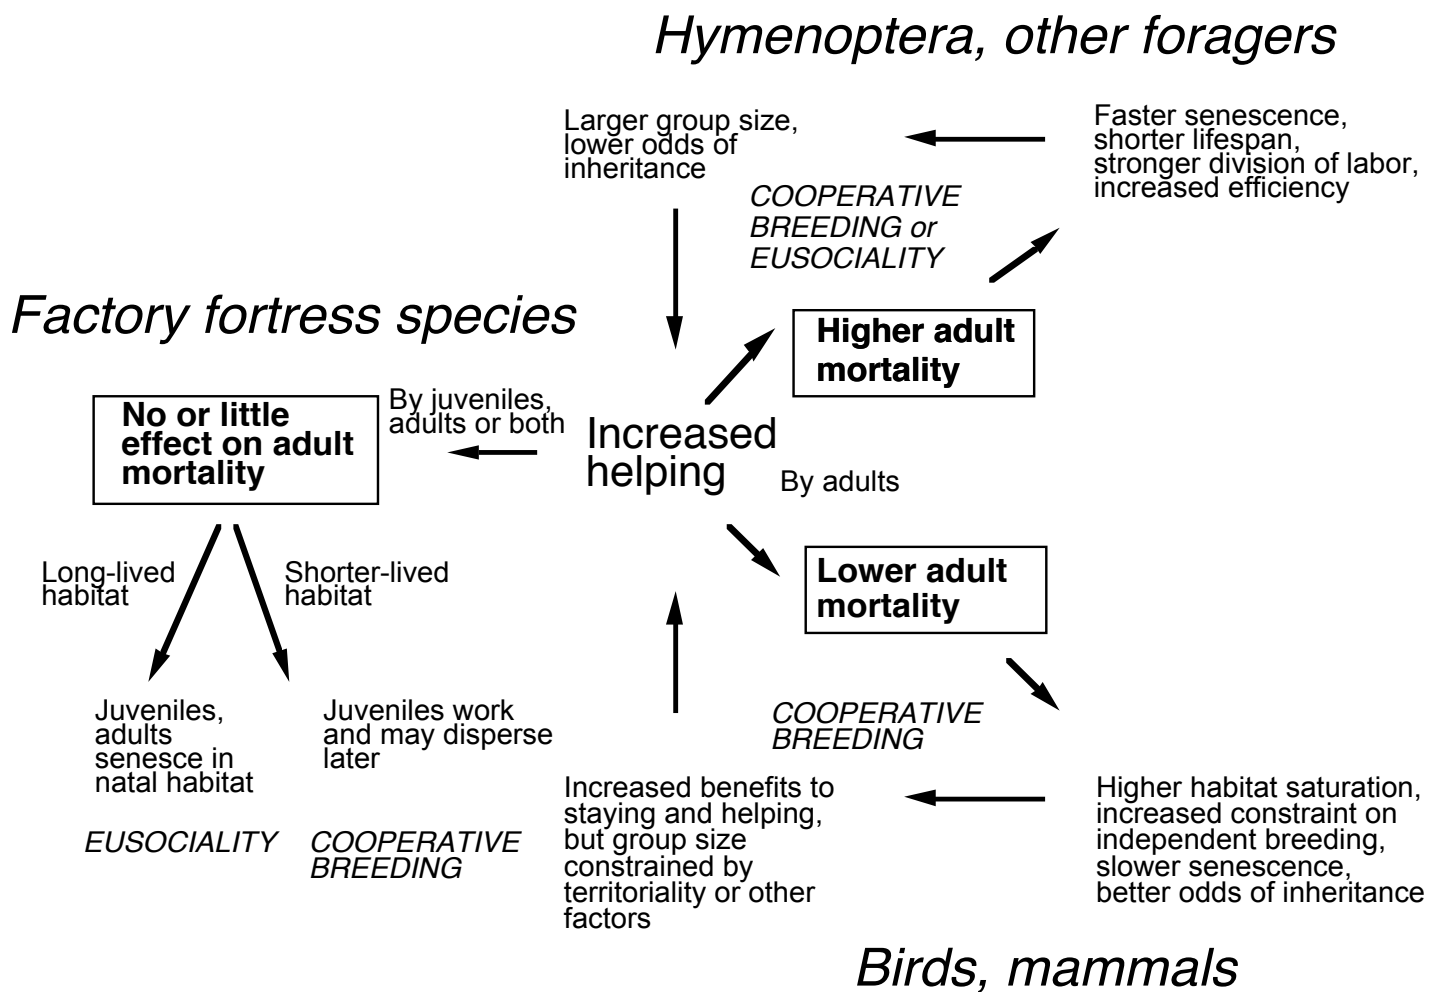 Hymenoptera, other foragers
Larger group size,
lower odds of
inheritance
Faster senescence,
shorter lifespan,
stronger division of labor,
increased efficiency
COOPERATIVE
BREEDING or
EUSOCIALITY
Factory fortress species
Higher adult
mortality
No or little
effect on adult
mortality
By juveniles,
adults or both
Increased
helping
By adults
Long-lived
habitat
Shorter-lived
habitat
Lower adult
mortality
Juveniles,
adults
senesce in
natal habitat
Juveniles work
and may disperse
later
COOPERATIVE
BREEDING
EUSOCIALITY
COOPERATIVE
BREEDING
Increased benefits to
staying and helping,
but group size
constrained by
territoriality or other
factors
Higher habitat saturation,
increased constraint on
independent breeding,
slower senescence,
better odds of inheritance
Birds, mammals